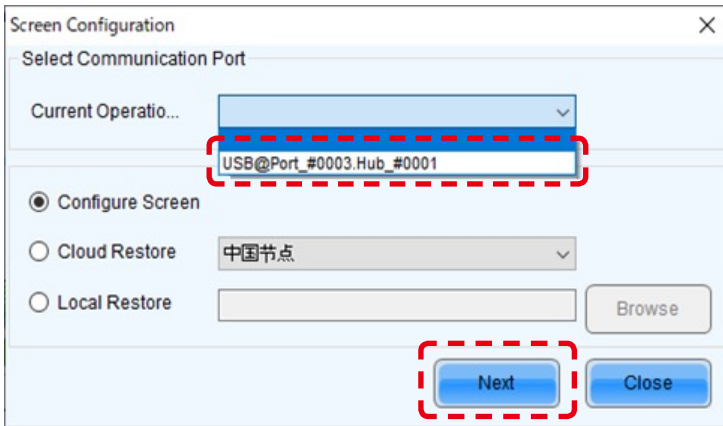 Screen Configuration
Select Communication Port
Current Operatio...
USB@Port_#0003.Hub_#0001
Configure Screen
Cloud Restore
中国节点
Local Restore
Browse
Next
Close